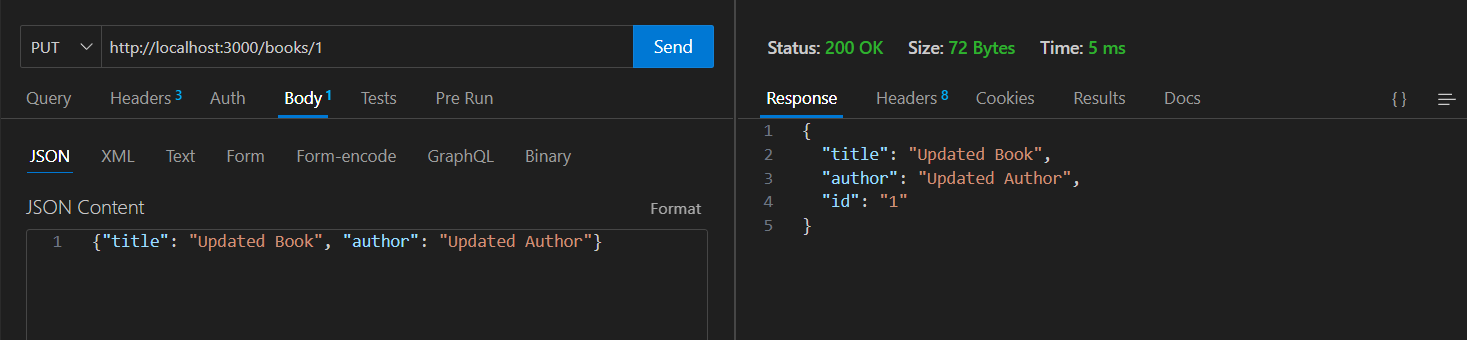 PUT http://localhost:3000/books/1 Send
Query Headers 3 Auth Body 1 Tests Pre Run
JSON XML Text Form Form-encode GraphQL Binary
JSON Content Format
1 {"title": "Updated Book", "author": "Updated Author"}
Status: 200 OK Size: 72 Bytes Time: 5 ms
Response Headers 8 Cookies Results Docs {}
1 {
2 "title": "Updated Book",
3 "author": "Updated Author",
4 "id": "1"
5 }